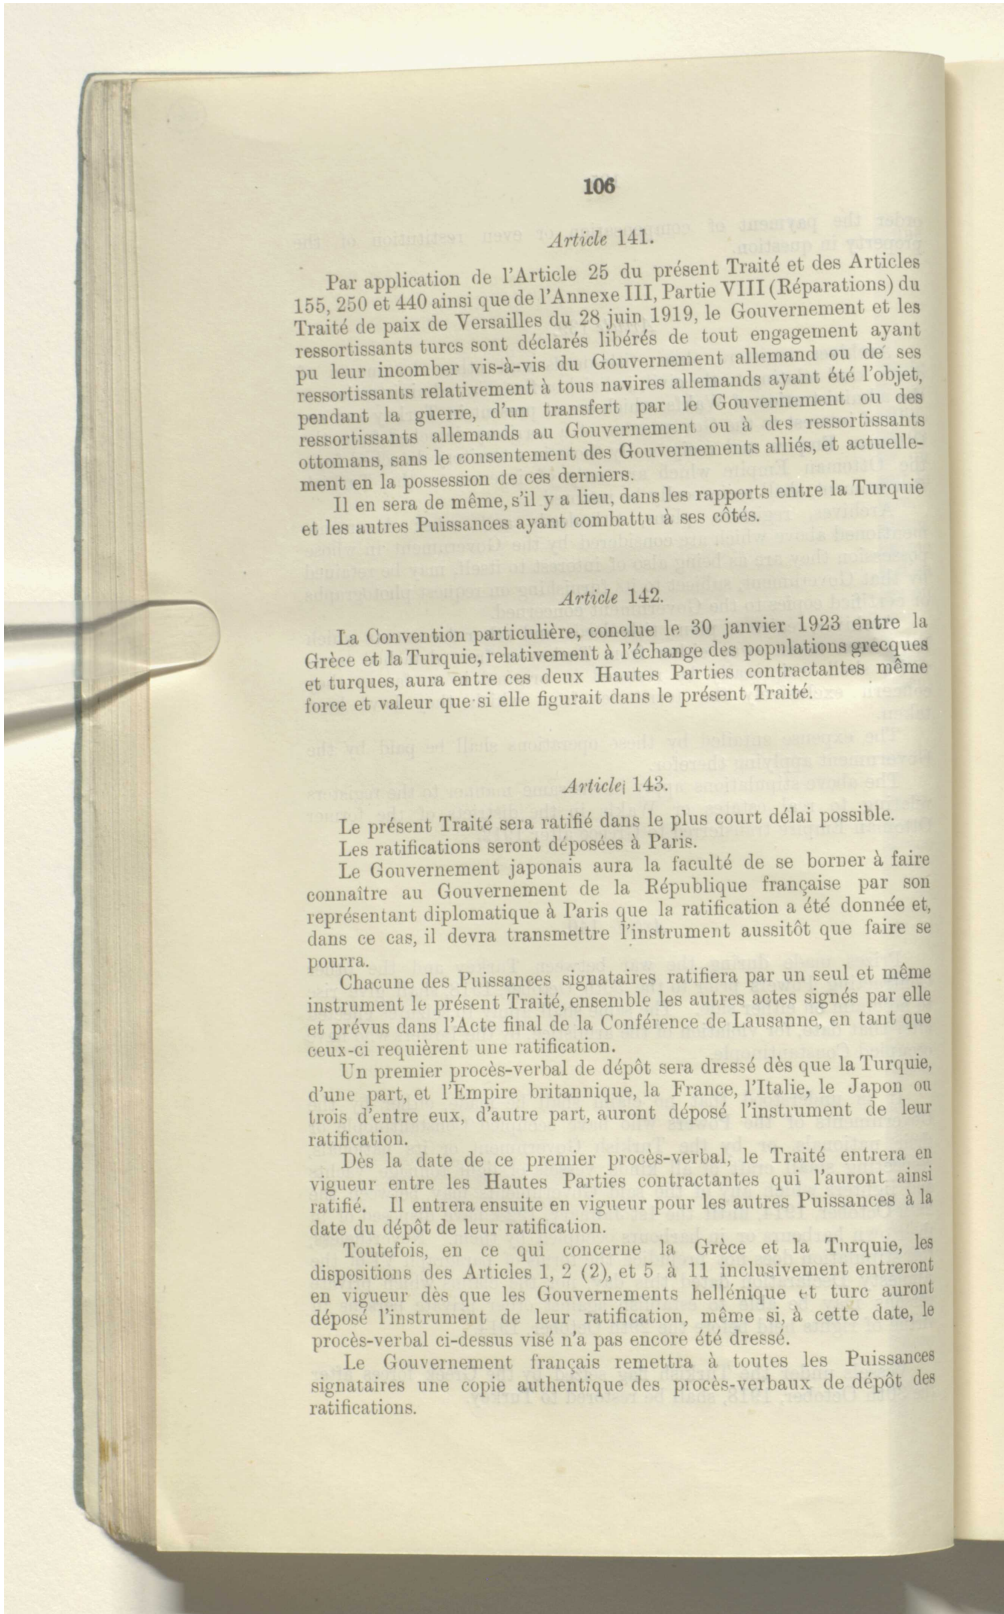 106
Article 141.
Par application de l'Article 25 du présent Traité et des Articles
155, 250 et 440 ainsi que de l'Annexe III, Partie VIII (Réparations) du
Traité de paix de Versailles du 28 juin 1919, le Gouvernement et les
ressortissants turcs sont déclarés libérés de tout engagement ayant
pu leur incomber vis-à-vis du Gouvernement allemand ou de ses
ressortissants relativement à tous navires allemands ayant été l'objet,
pendant la guerre, d'un transfert par le Gouvernement ou des
ressortissants allemands au Gouvernement ou à des ressortissants
ottomans, sans le consentement des Gouvernements alliés, et actuelle-
ment en la possession de ces derniers.
Il en sera de même, s'il y a lieu, dans les rapports entre la Turquie
et les autres Puissances ayant combattu à ses côtés.
Article 142.
La Convention particulière, conclue le 30 janvier 1923 entre la
Grèce et la Turquie, relativement à l'échange des populations grecques
et turques, aura entre ces deux Hautes Parties contractantes même
force et valeur que si elle figurait dans le présent Traité.
Article 143.
Le présent Traité sera ratifié dans le plus court délai possible.
Les ratifications seront déposées à Paris.
Le Gouvernement japonais aura la faculté de se borner à faire
connaître au Gouvernement de la République française par son
représentant diplomatique à Paris que la ratification a été donnée et,
dans ce cas, il devra transmettre l'instrument aussitôt que faire se
pourra.
Chacune des Puissances signataires ratifiera par un seul et même
instrument le présent Traité, ensemble les autres actes signés par elle
et prévus dans l'Acte final de la Conférence de Lausanne, en tant que
ceux-ci requièrent une ratification.
Un premier procès-verbal de dépôt sera dressé dès que la Turquie,
d'une part, et l'Empire britannique, la France, l'Italie, le Japon ou
trois d'entre eux, d'autre part, auront déposé l'instrument de leur
ratification.
Dès la date de ce premier procès-verbal, le Traité entrera en
vigueur entre les Hautes Parties contractantes qui l'auront ainsi
ratifié. Il entrera ensuite en vigueur pour les autres Puissances à la
date du dépôt de leur ratification.
Toutefois, en ce qui concerne la Grèce et la Turquie, les
dispositions des Articles 1, 2 (2), et 5 à 11 inclusivement entreront
en vigueur dès que les Gouvernements hellénique et turc auront
déposé l'instrument de leur ratification, même si, à cette date, le
procès-verbal ci-dessus visé n'a pas encore été dressé.
Le Gouvernement français remettra à toutes les Puissances
signataires une copie authentique des procès-verbaux de dépôt des
ratifications.